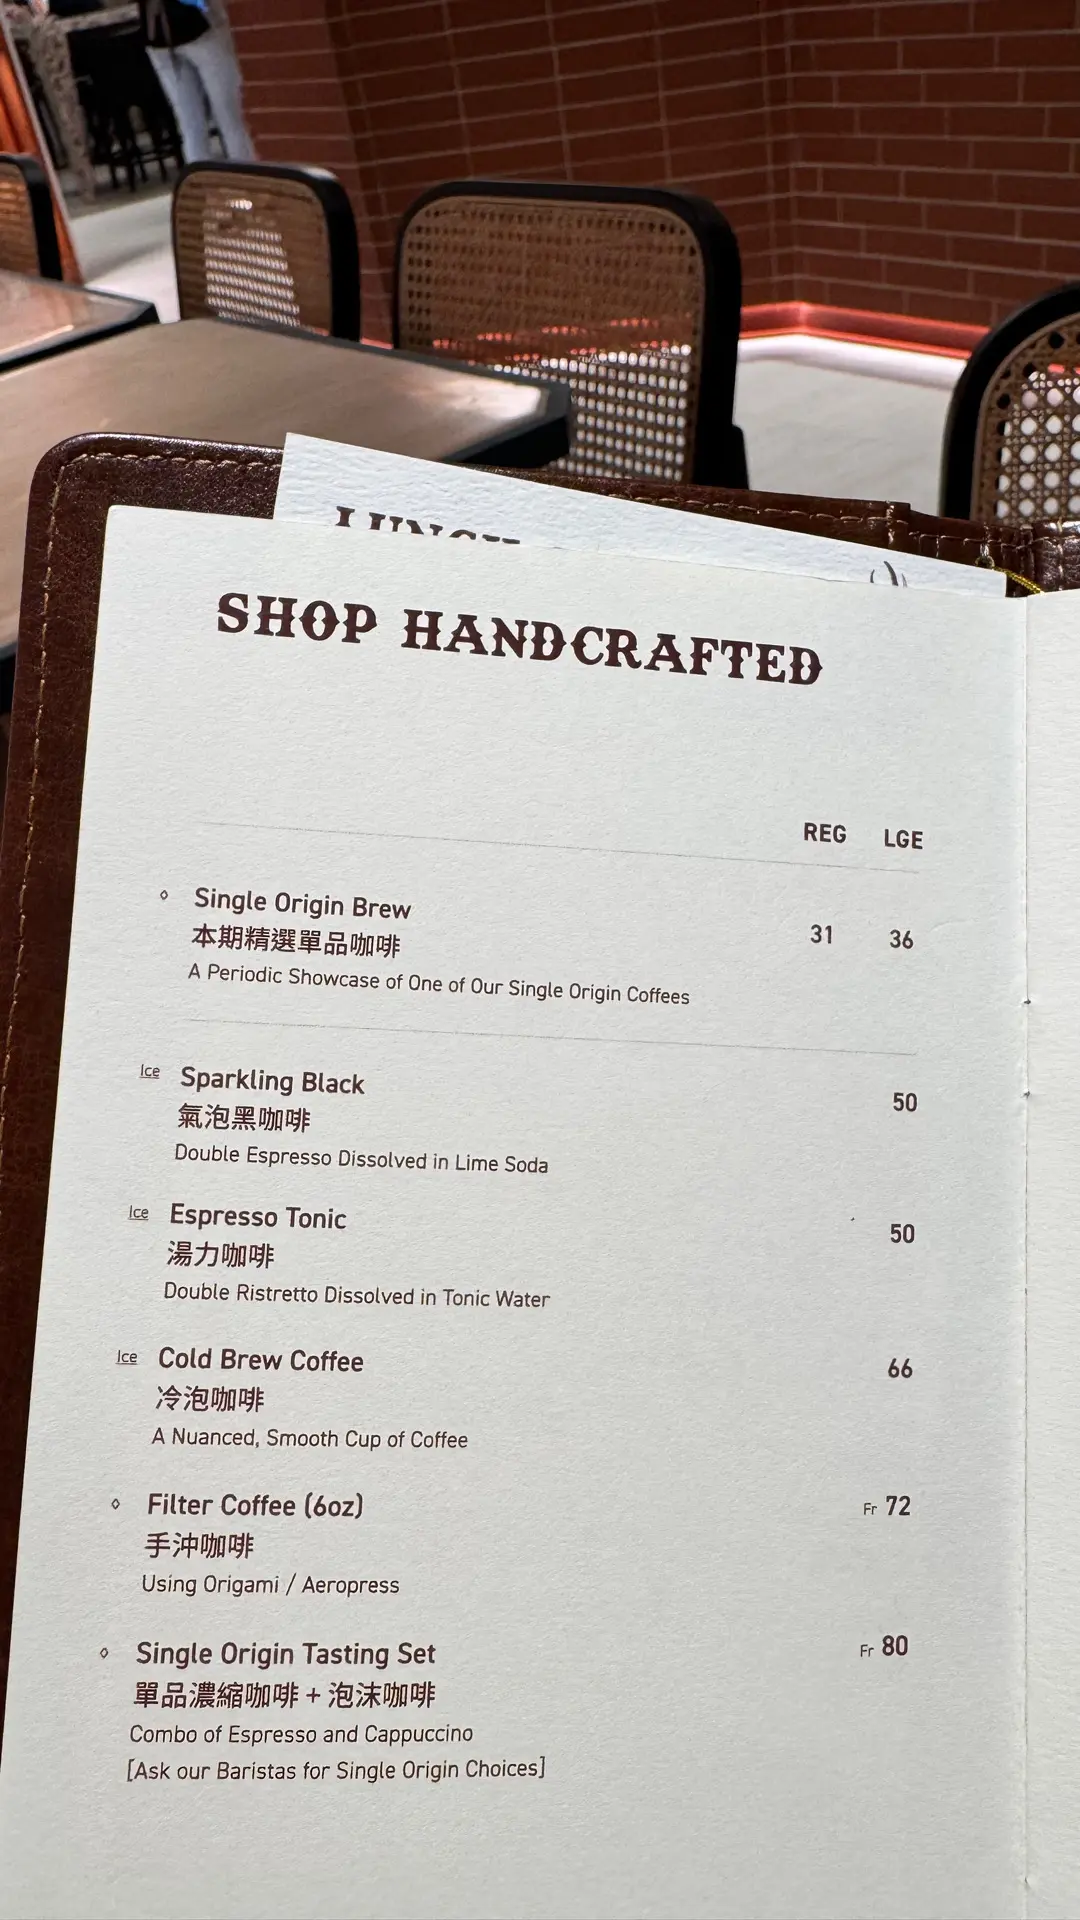 LUNCH
SHOP HANDCRAFTED
REG LGE
Single Origin Brew
本期精選單品咖啡
31 36
A Periodic Showcase of One of Our Single Origin Coffees
Ice Sparkling Black 50
氣泡黑咖啡
Double Espresso Dissolved in Lime Soda
Ice Espresso Tonic 50
湯力咖啡
Double Ristretto Dissolved in Tonic Water
Ice Cold Brew Coffee 66
冷泡咖啡
A Nuanced, Smooth Cup of Coffee
Filter Coffee (6oz) Fr 72
手沖咖啡
Using Origami / Aeropress
Single Origin Tasting Set Fr 80
單品濃縮咖啡 + 泡沫咖啡
Combo of Espresso and Cappuccino
[Ask our Baristas for Single Origin Choices]